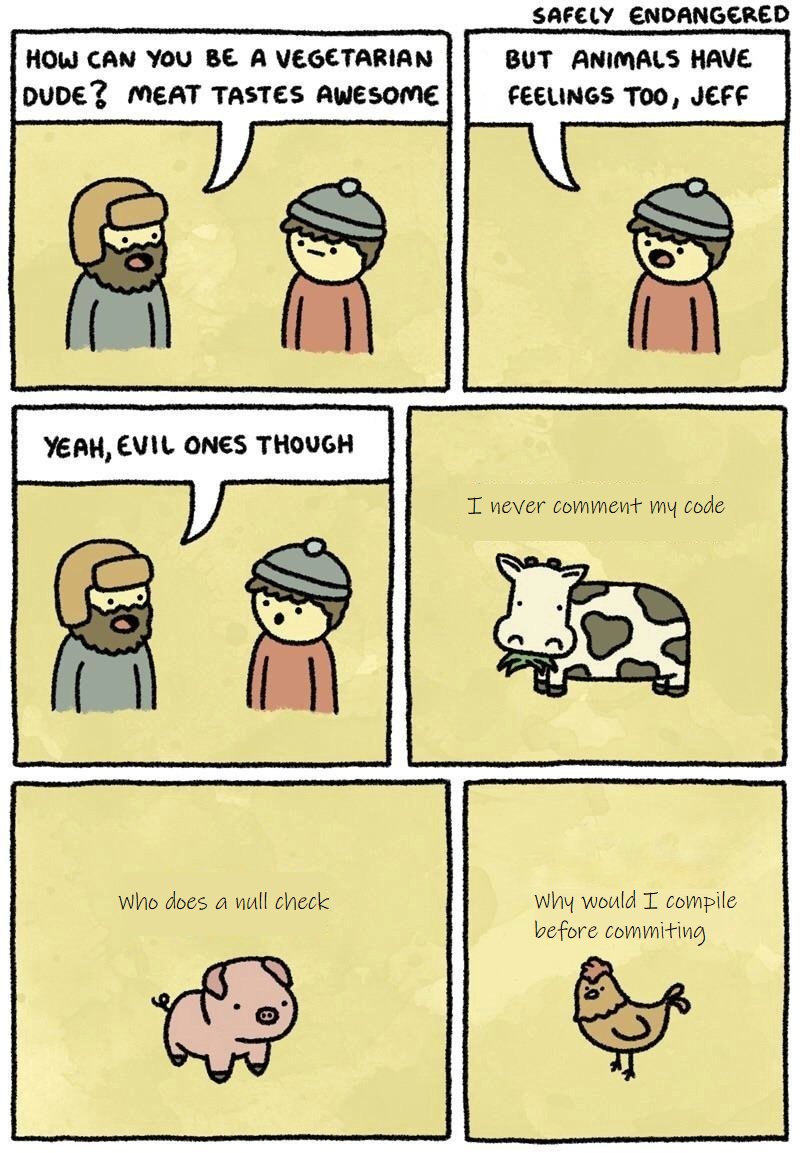 SAFELY ENDANGERED
HOW CAN YOU BE A VEGETARIAN
DUDE? MEAT TASTES AWESOME
BUT ANIMALS HAVE
FEELINGS TOO, JEFF
YEAH, EVIL ONES THOUGH
I never comment my code
Who does a null check
Why would I compile
before commiting